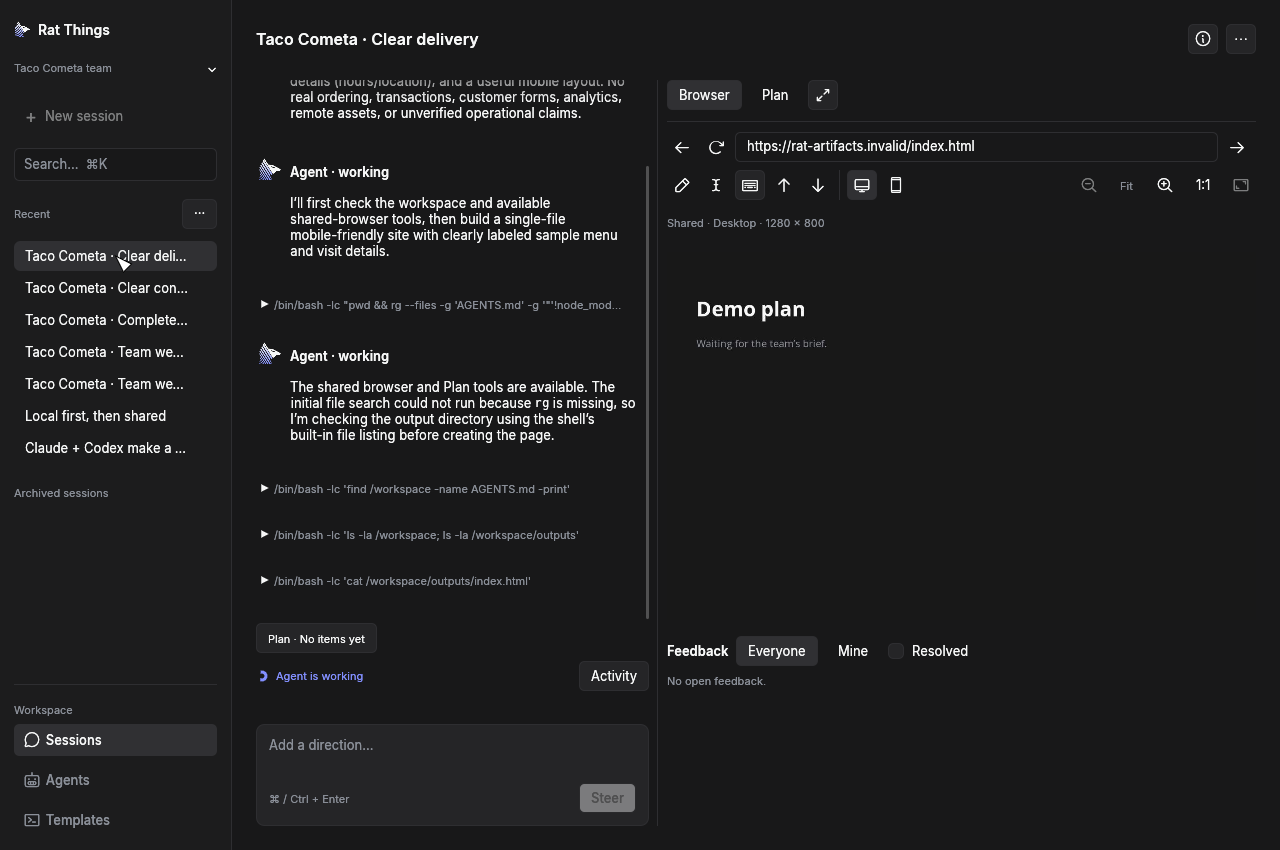 Rat Things
Taco Cometa team
+ New session
Search... ⌘K
Recent
...
Taco Cometa · Clear deli...
Taco Cometa · Clear con...
Taco Cometa · Complete...
Taco Cometa · Team we...
Taco Cometa · Team we...
Local first, then shared
Claude + Codex make a ...
Archived sessions
Workspace
Sessions
Agents
Templates
Taco Cometa · Clear delivery
details (hours/location), and a useful mobile layout. No
real ordering, transactions, customer forms, analytics,
remote assets, or unverified operational claims.
Agent · working
I'll first check the workspace and available
shared-browser tools, then build a single-file
mobile-friendly site with clearly labeled sample menu
and visit details.
/bin/bash -lc "pwd && rg --files -g 'AGENTS.md' -g '"'!node_mod...
Agent · working
The shared browser and Plan tools are available. The
initial file search could not run because rg is missing, so
I'm checking the output directory using the shell's
built-in file listing before creating the page.
/bin/bash -lc 'find /workspace -name AGENTS.md -print'
/bin/bash -lc 'ls -la /workspace; ls -la /workspace/outputs'
/bin/bash -lc 'cat /workspace/outputs/index.html'
Plan · No items yet
Agent is working
Activity
Add a direction...
⌘ / Ctrl + Enter
Steer
Browser
Plan
https://rat-artifacts.invalid/index.html
Fit
1:1
Shared · Desktop · 1280 × 800
Demo plan
Waiting for the team's brief.
Feedback
Everyone
Mine
Resolved
No open feedback.